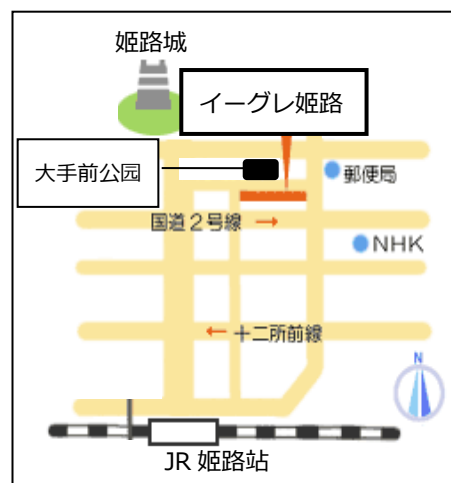 姫路城
イーグレ姫路
大手前公园
郵便局
国道２号線 →
NHK
← 十二所前線
N
JR 姫路站